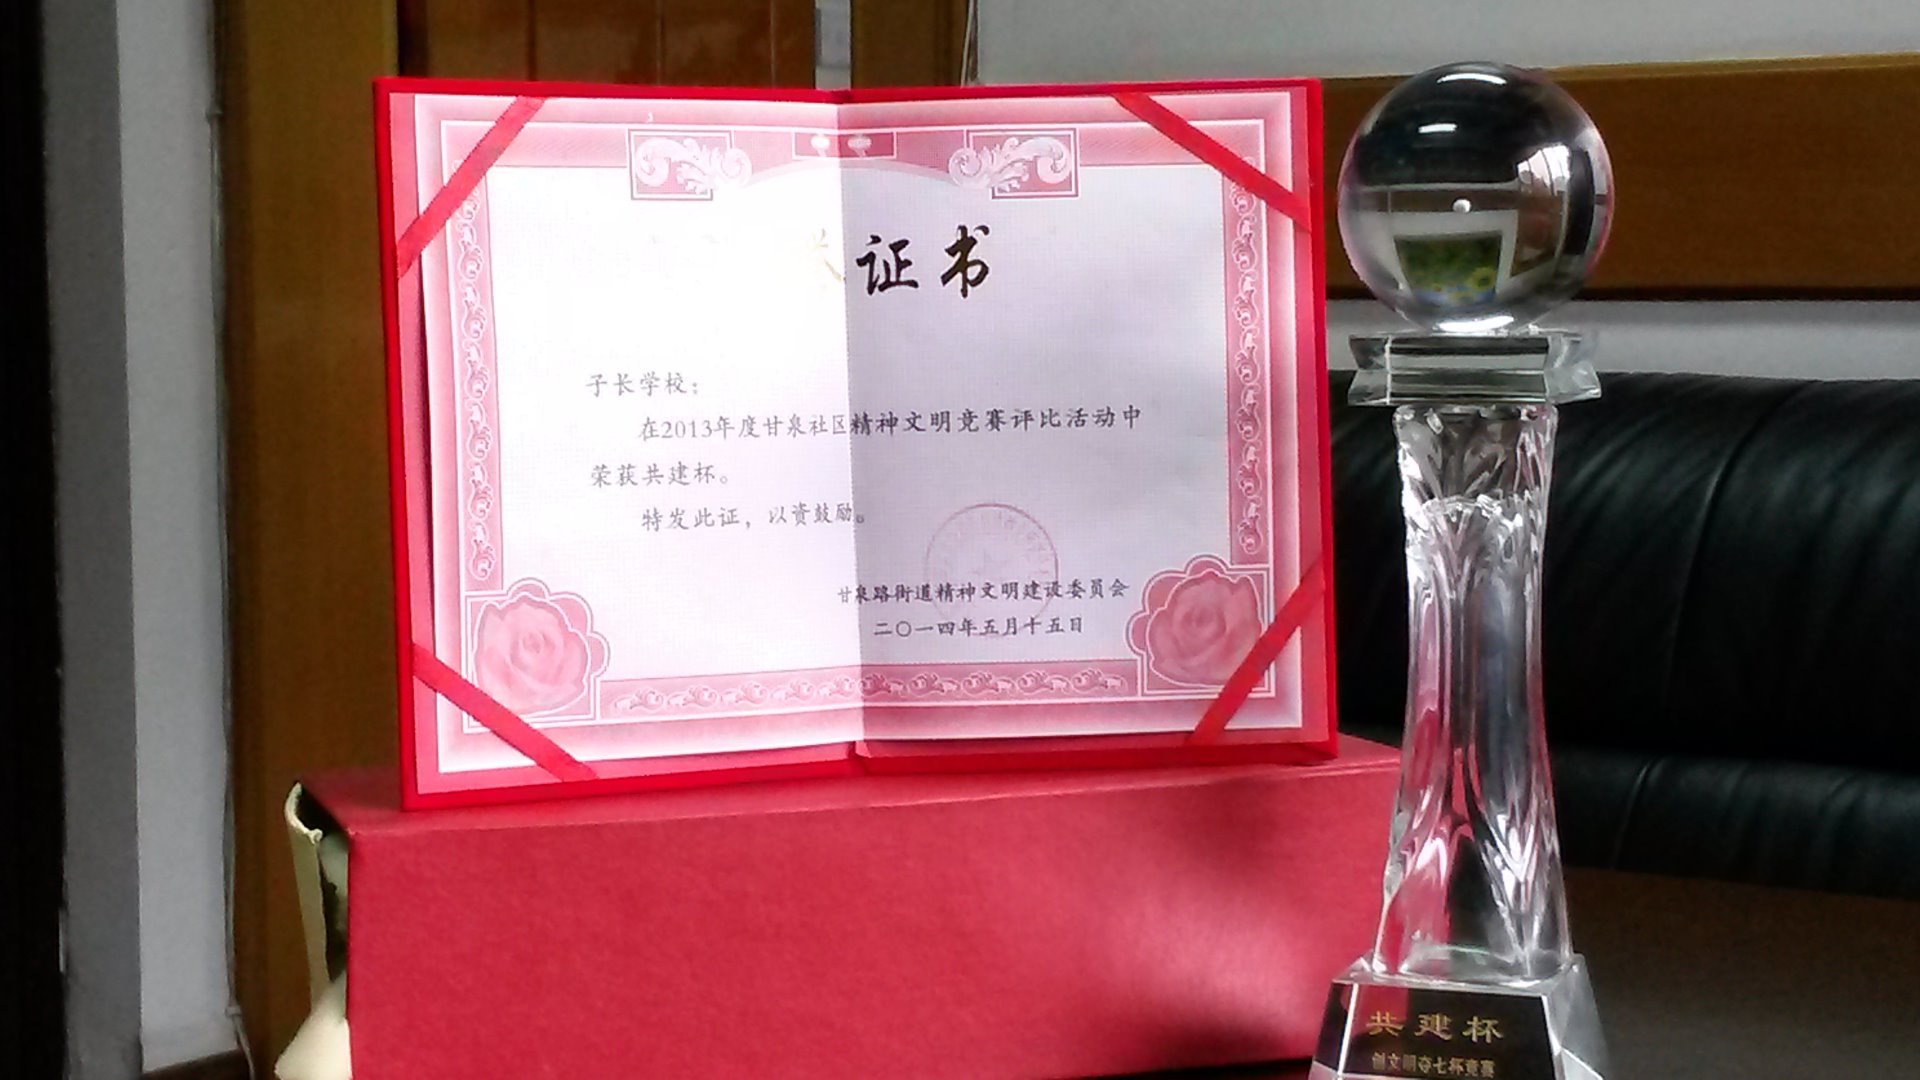 证书
子长学校：
在2013年度甘泉社区精神文明竞赛评比活动中
荣获共建杯。
特发此证，以资鼓励。
甘泉路街道精神文明建设委员会
二〇一四年五月十五日
共建杯
创文明夺七杯竞赛